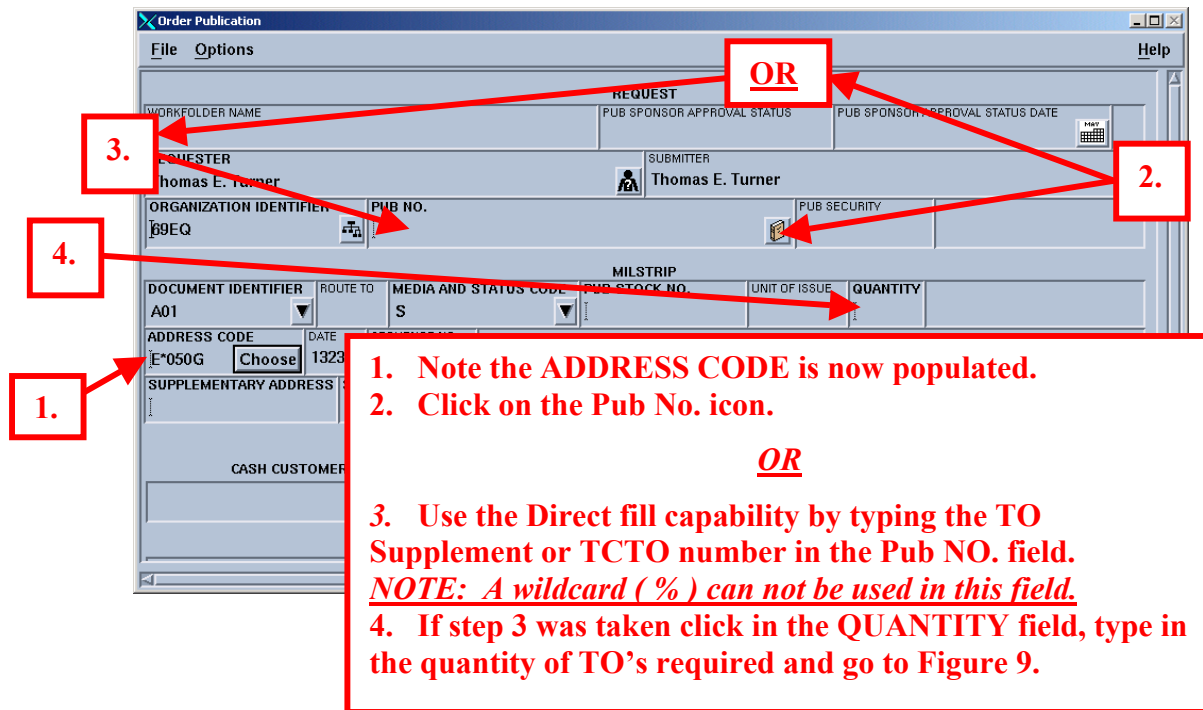 Order Publication
File Options Help
OR
REQUEST
WORKFOLDER NAME PUB SPONSOR APPROVAL STATUS PUB SPONSOR APPROVAL STATUS DATE
MAY
3.
REQUESTER SUBMITTER
Thomas E. Turner Thomas E. Turner
2.
ORGANIZATION IDENTIFIER PUB NO. PUB SECURITY
69EQ
4.
MILSTRIP
DOCUMENT IDENTIFIER ROUTE TO MEDIA AND STATUS CODE PUB STOCK NO. UNIT OF ISSUE QUANTITY
A01 S
ADDRESS CODE DATE
E*050G Choose 1323
1.
SUPPLEMENTARY ADDRESS
CASH CUSTOMER
1. Note the ADDRESS CODE is now populated.
2. Click on the Pub No. icon.
OR
3. Use the Direct fill capability by typing the TO
Supplement or TCTO number in the Pub NO. field.
NOTE: A wildcard ( % ) can not be used in this field.
4. If step 3 was taken click in the QUANTITY field, type in
the quantity of TO’s required and go to Figure 9.